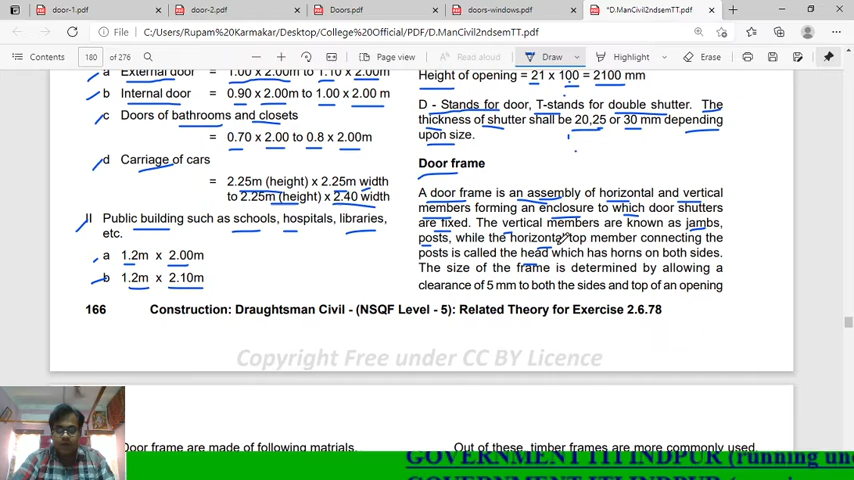 door-1.pdf
door-2.pdf
Doors.pdf
doors-windows.pdf
*D.ManCivil2ndsemTT.pdf
File
C:/Users/Rupam%20Karmakar/Desktop/College%20Official/PDF/D.ManCivil2ndsemTT.pdf
Contents
180 of 276
Page view
Draw
Highlight
Erase
a External door = 1.00 x 2.00m to 1.10 x 2.00m
b Internal door = 0.90 x 2.00m to 1.00 x 2.00 m
c Doors of bathrooms and closets
= 0.70 x 2.00 to 0.8 x 2.00m
d Carriage of cars
= 2.25m (height) x 2.25m width
to 2.25m (height) x 2.40 width
II Public building such as schools, hospitals, libraries,
etc.
a 1.2m x 2.00m
b 1.2m x 2.10m
Height of opening = 21 x 100 = 2100 mm
D - Stands for door, T-stands for double shutter. The
thickness of shutter shall be 20,25 or 30 mm depending
upon size.
Door frame
A door frame is an assembly of horizontal and vertical
members forming an enclosure to which door shutters
are fixed. The vertical members are known as jambs,
posts, while the horizontal top member connecting the
posts is called the head which has horns on both sides.
The size of the frame is determined by allowing a
clearance of 5 mm to both the sides and top of an opening
166 Construction: Draughtsman Civil - (NSQF Level - 5): Related Theory for Exercise 2.6.78
Copyright Free under CC BY Licence
Door frame are made of following matrials.
Out of these, timber frames are more commonly used.
GOVERNMENT ITI INDPUR (running un